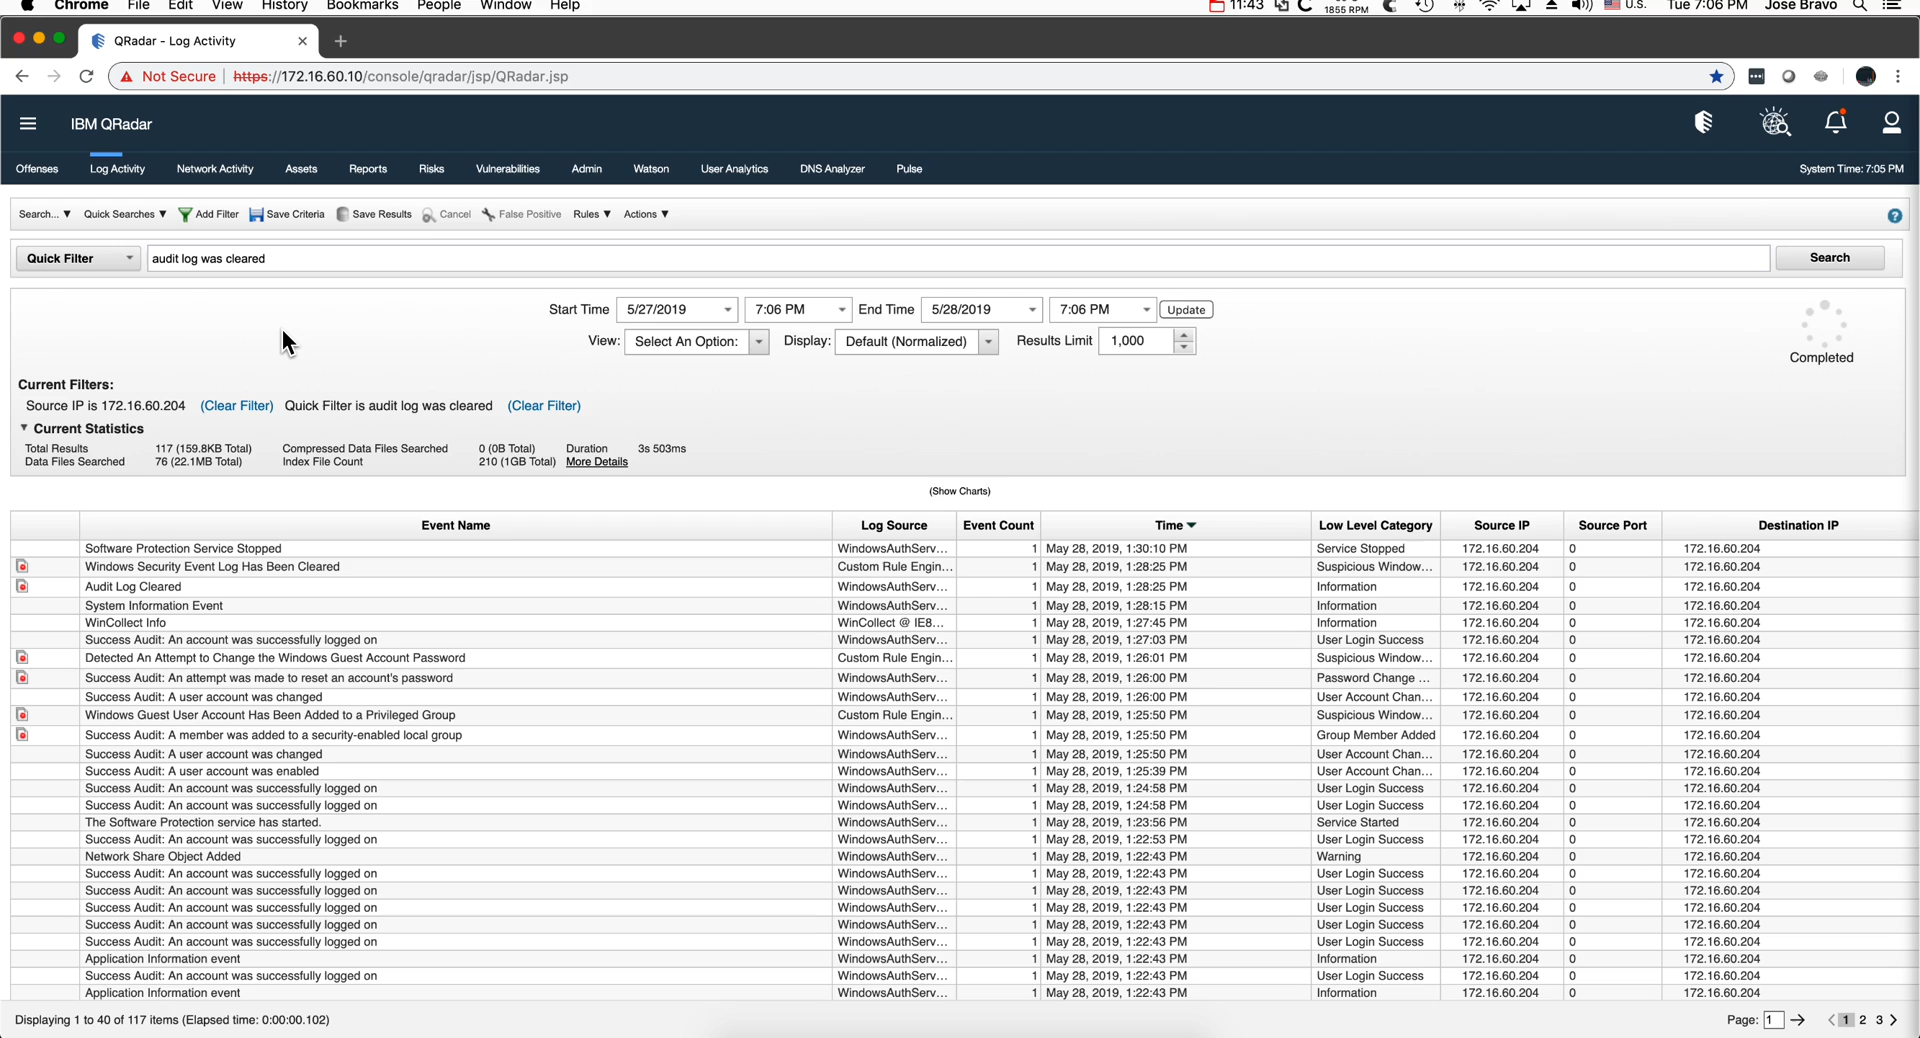 Chrome File Edit View History Bookmarks People Window Help 11:43 1855 RPM U.S. Tue 7:06 PM Jose Bravo
QRadar - Log Activity
Not Secure https://172.16.60.10/console/qradar/jsp/QRadar.jsp
IBM QRadar
Offenses Log Activity Network Activity Assets Reports Risks Vulnerabilities Admin Watson User Analytics DNS Analyzer Pulse System Time: 7:05 PM
Search... Quick Searches Add Filter Save Criteria Save Results Cancel False Positive Rules Actions
Quick Filter audit log was cleared Search
Start Time 5/27/2019 7:06 PM End Time 5/28/2019 7:06 PM Update
View: Select An Option: Display: Default (Normalized) Results Limit 1,000
Completed
Current Filters:
Source IP is 172.16.60.204 (Clear Filter) Quick Filter is audit log was cleared (Clear Filter)
Current Statistics
Total Results 117 (159.8KB Total) Compressed Data Files Searched 0 (0B Total) Duration 3s 503ms
Data Files Searched 76 (22.1MB Total) Index File Count 210 (1GB Total) More Details
(Show Charts)
Event Name Log Source Event Count Time Low Level Category Source IP Source Port Destination IP
Software Protection Service Stopped WindowsAuthServ... 1 May 28, 2019, 1:30:10 PM Service Stopped 172.16.60.204 0 172.16.60.204
Windows Security Event Log Has Been Cleared Custom Rule Engin... 1 May 28, 2019, 1:28:25 PM Suspicious Window... 172.16.60.204 0 172.16.60.204
Audit Log Cleared WindowsAuthServ... 1 May 28, 2019, 1:28:25 PM Information 172.16.60.204 0 172.16.60.204
System Information Event WindowsAuthServ... 1 May 28, 2019, 1:28:15 PM Information 172.16.60.204 0 172.16.60.204
WinCollect Info WinCollect @ IE8... 1 May 28, 2019, 1:27:45 PM Information 172.16.60.204 0 172.16.60.204
Success Audit: An account was successfully logged on WindowsAuthServ... 1 May 28, 2019, 1:27:03 PM User Login Success 172.16.60.204 0 172.16.60.204
Detected An Attempt to Change the Windows Guest Account Password Custom Rule Engin... 1 May 28, 2019, 1:26:01 PM Suspicious Window... 172.16.60.204 0 172.16.60.204
Success Audit: An attempt was made to reset an account's password WindowsAuthServ... 1 May 28, 2019, 1:26:00 PM Password Change ... 172.16.60.204 0 172.16.60.204
Success Audit: A user account was changed WindowsAuthServ... 1 May 28, 2019, 1:26:00 PM User Account Chan... 172.16.60.204 0 172.16.60.204
Windows Guest User Account Has Been Added to a Privileged Group Custom Rule Engin... 1 May 28, 2019, 1:25:50 PM Suspicious Window... 172.16.60.204 0 172.16.60.204
Success Audit: A member was added to a security-enabled local group WindowsAuthServ... 1 May 28, 2019, 1:25:50 PM Group Member Added 172.16.60.204 0 172.16.60.204
Success Audit: A user account was changed WindowsAuthServ... 1 May 28, 2019, 1:25:50 PM User Account Chan... 172.16.60.204 0 172.16.60.204
Success Audit: A user account was enabled WindowsAuthServ... 1 May 28, 2019, 1:25:39 PM User Account Chan... 172.16.60.204 0 172.16.60.204
Success Audit: An account was successfully logged on WindowsAuthServ... 1 May 28, 2019, 1:24:58 PM User Login Success 172.16.60.204 0 172.16.60.204
Success Audit: An account was successfully logged on WindowsAuthServ... 1 May 28, 2019, 1:24:58 PM User Login Success 172.16.60.204 0 172.16.60.204
The Software Protection service has started. WindowsAuthServ... 1 May 28, 2019, 1:23:56 PM Service Started 172.16.60.204 0 172.16.60.204
Success Audit: An account was successfully logged on WindowsAuthServ... 1 May 28, 2019, 1:22:53 PM User Login Success 172.16.60.204 0 172.16.60.204
Network Share Object Added WindowsAuthServ... 1 May 28, 2019, 1:22:43 PM Warning 172.16.60.204 0 172.16.60.204
Success Audit: An account was successfully logged on WindowsAuthServ... 1 May 28, 2019, 1:22:43 PM User Login Success 172.16.60.204 0 172.16.60.204
Success Audit: An account was successfully logged on WindowsAuthServ... 1 May 28, 2019, 1:22:43 PM User Login Success 172.16.60.204 0 172.16.60.204
Success Audit: An account was successfully logged on WindowsAuthServ... 1 May 28, 2019, 1:22:43 PM User Login Success 172.16.60.204 0 172.16.60.204
Success Audit: An account was successfully logged on WindowsAuthServ... 1 May 28, 2019, 1:22:43 PM User Login Success 172.16.60.204 0 172.16.60.204
Success Audit: An account was successfully logged on WindowsAuthServ... 1 May 28, 2019, 1:22:43 PM User Login Success 172.16.60.204 0 172.16.60.204
Application Information event WindowsAuthServ... 1 May 28, 2019, 1:22:43 PM Information 172.16.60.204 0 172.16.60.204
Success Audit: An account was successfully logged on WindowsAuthServ... 1 May 28, 2019, 1:22:43 PM User Login Success 172.16.60.204 0 172.16.60.204
Application Information event WindowsAuthServ... 1 May 28, 2019, 1:22:43 PM Information 172.16.60.204 0 172.16.60.204
Displaying 1 to 40 of 117 items (Elapsed time: 0:00:00.102) Page: 1 1 2 3